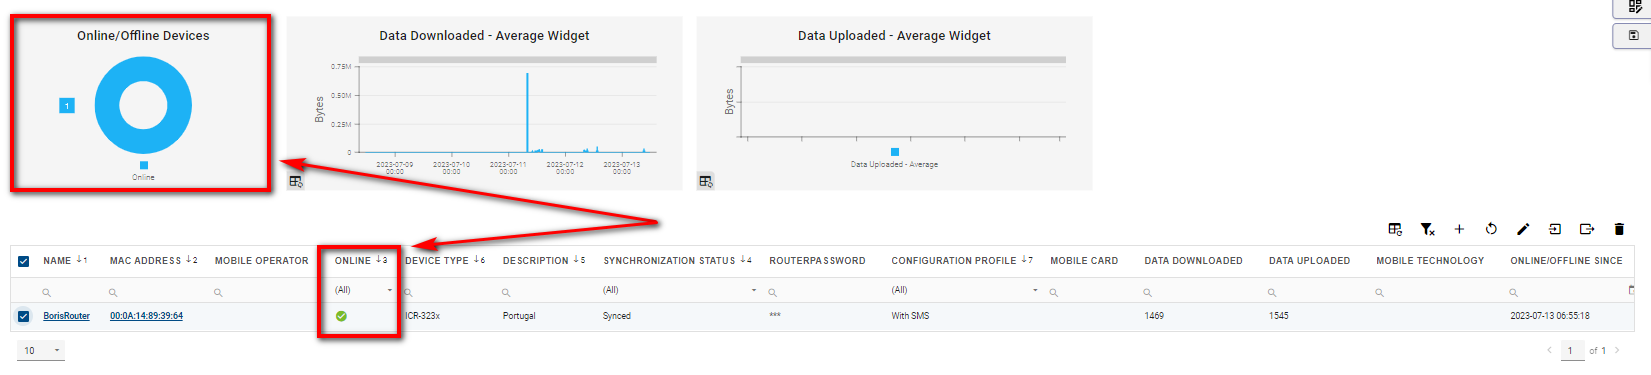 Online/Offline Devices
1
Online
Data Downloaded - Average Widget
Bytes
0.75M
0.50M
0.25M
0
2023-07-09 2023-07-10 2023-07-11 2023-07-12 2023-07-13
00:00 00:00 00:00 00:00 00:00
Data Uploaded - Average Widget
Bytes
Data Uploaded - Average
NAME ↓1 MAC ADDRESS ↓2 MOBILE OPERATOR ONLINE ↓3 DEVICE TYPE ↓6 DESCRIPTION ↓5 SYNCHRONIZATION STATUS ↓4 ROUTERPASSWORD CONFIGURATION PROFILE ↓7 MOBILE CARD DATA DOWNLOADED DATA UPLOADED MOBILE TECHNOLOGY ONLINE/OFFLINE SINCE
(All) (All) (All)
BorisRouter 00:0A:14:89:39:64 ICR-323x Portugal Synced *** With SMS 1469 1545 2023-07-13 06:55:18
10 1 of 1